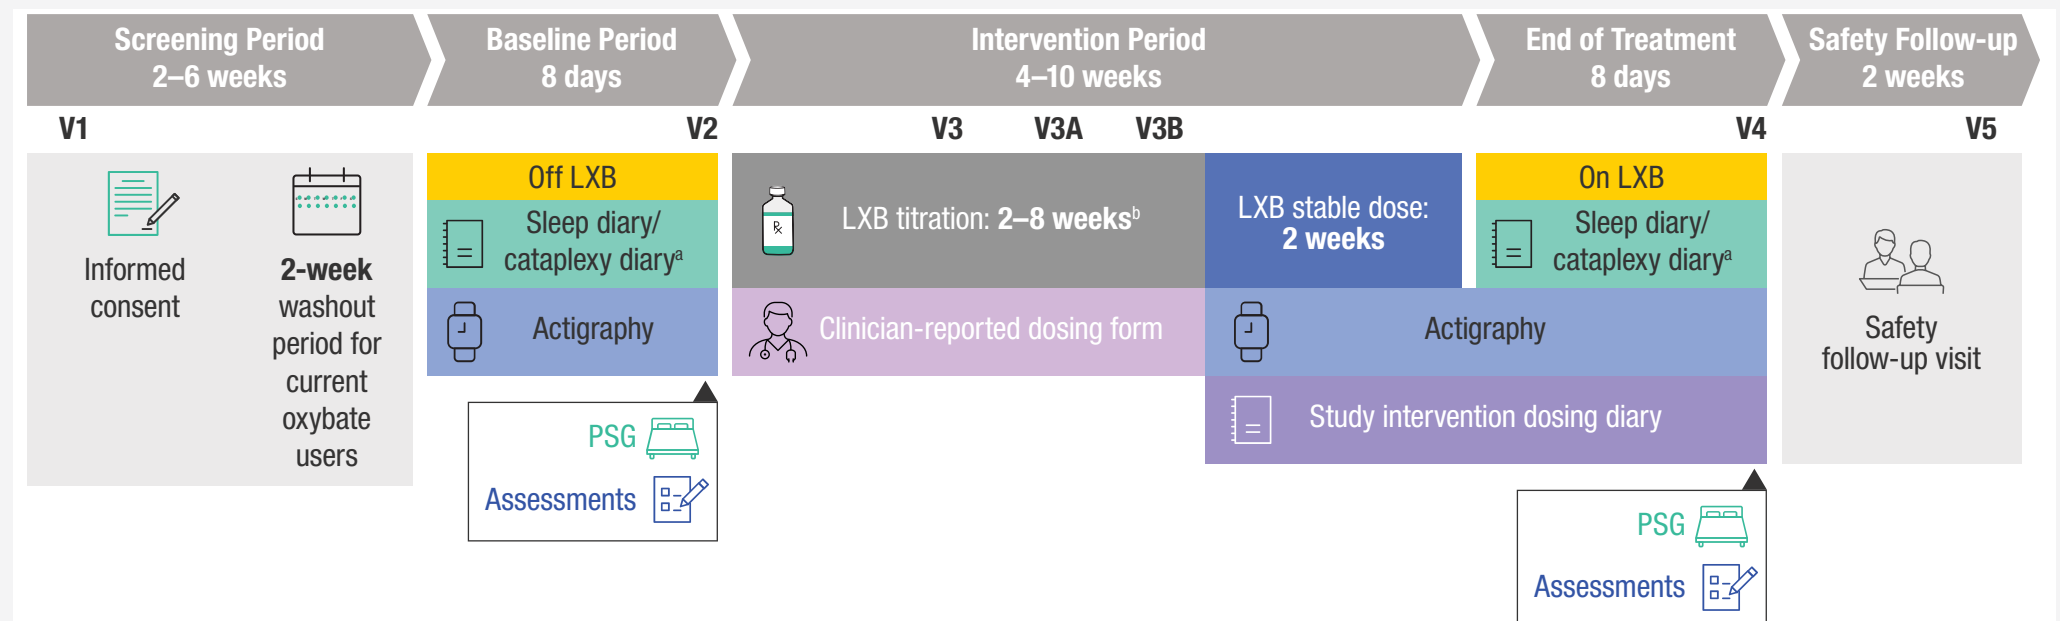 Screening Period
2–6 weeks
Baseline Period
8 days
Intervention Period
4–10 weeks
End of Treatment
8 days
Safety Follow-up
2 weeks
V1
V2
V3
V3A
V3B
V4
V5
Informed
consent
2-week
washout
period for
current
oxybate
users
Off LXB
Sleep diary/
cataplexy diaryᵃ
Actigraphy
PSG
Assessments
LXB titration: 2–8 weeksᵇ
Clinician-reported dosing form
LXB stable dose:
2 weeks
On LXB
Sleep diary/
cataplexy diaryᵃ
Actigraphy
Study intervention dosing diary
PSG
Assessments
Safety
follow-up visit